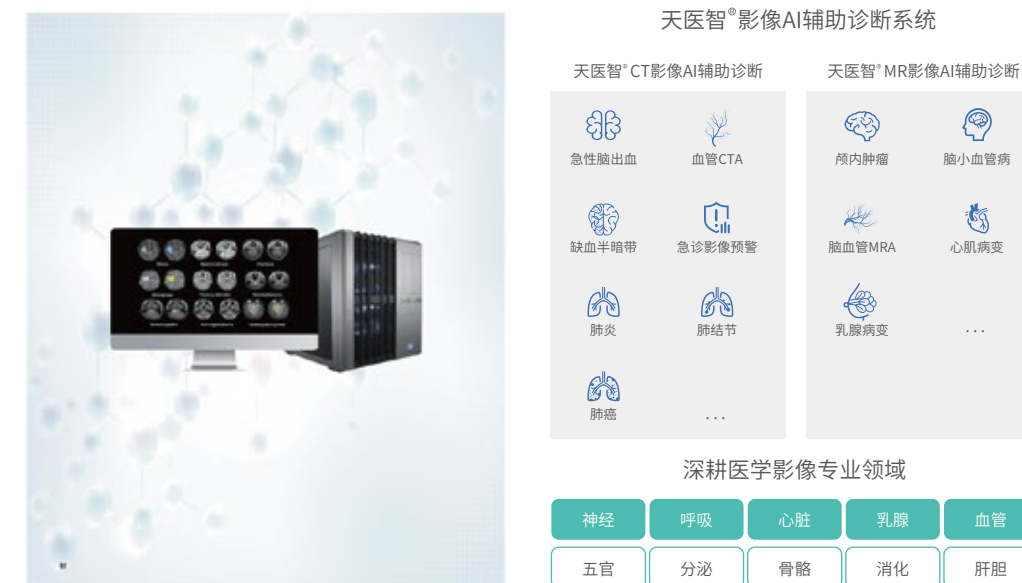 天医智®影像AI辅助诊断系统
天医智®CT影像AI辅助诊断
天医智®MR影像AI辅助诊断
急性脑出血
血管CTA
颅内肿瘤
脑小血管病
缺血半暗带
急诊影像预警
脑血管MRA
心肌病变
肺炎
肺结节
乳腺病变
...
肺癌
...
深耕医学影像专业领域
神经
呼吸
心脏
乳腺
血管
五官
分泌
骨骼
消化
肝胆